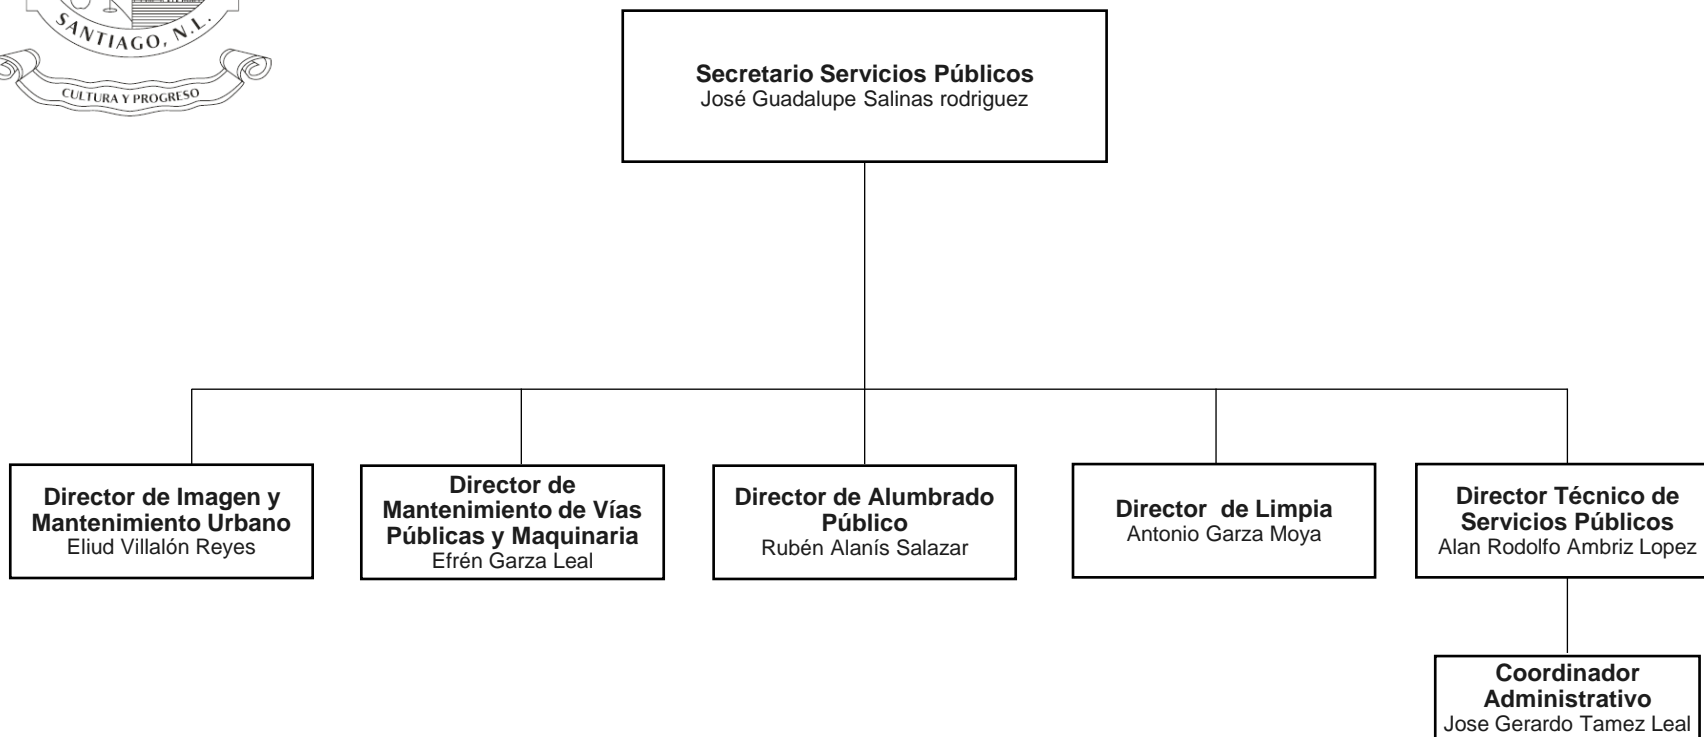 SANTIAGO, N.L.
CULTURA Y PROGRESO
Secretario Servicios Públicos
José Guadalupe Salinas rodriguez
Director de Imagen y
Mantenimiento Urbano
Eliud Villalón Reyes
Director de
Mantenimiento de Vías
Públicas y Maquinaria
Efrén Garza Leal
Director de Alumbrado
Público
Rubén Alanís Salazar
Director de Limpia
Antonio Garza Moya
Director Técnico de
Servicios Públicos
Alan Rodolfo Ambriz Lopez
Coordinador
Administrativo
Jose Gerardo Tamez Leal